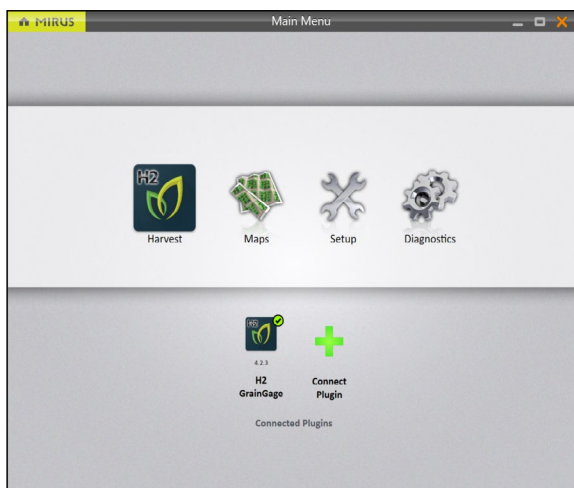 MIRUS
Main Menu
H2
Harvest
Maps
Setup
Diagnostics
H2
4.2.3
H2
GrainGage
Connect
Plugin
Connected Plugins